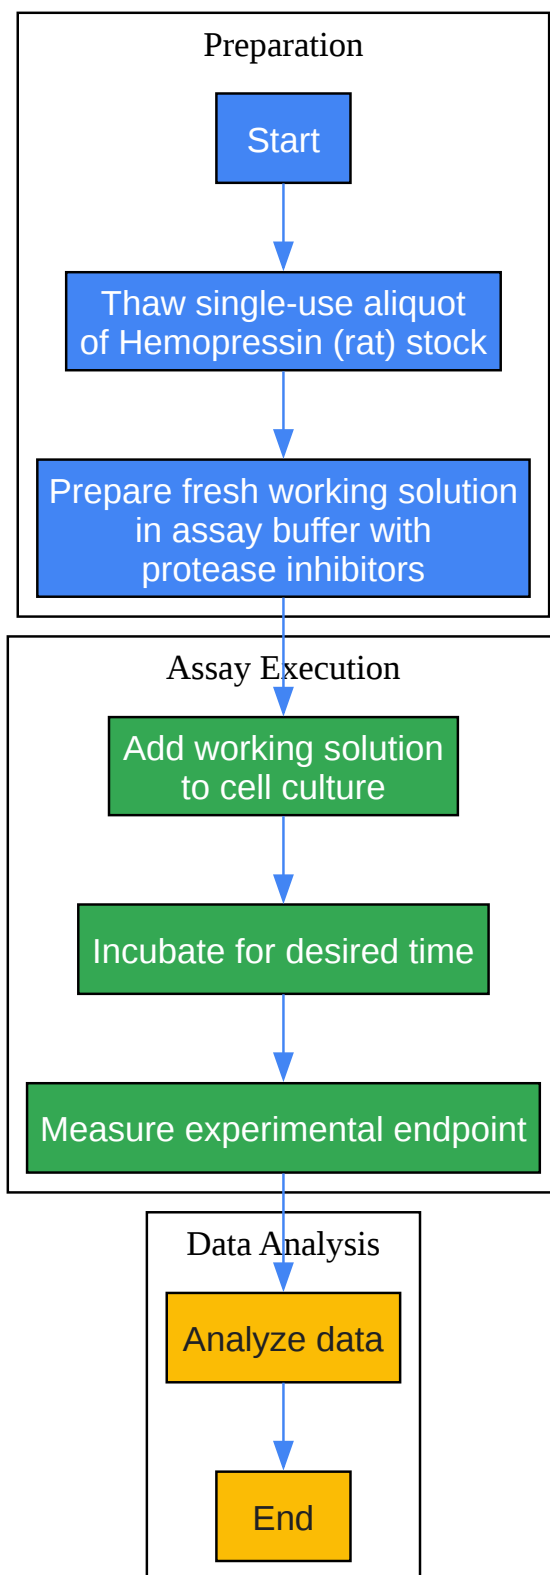 Preparation
Start
Thaw single-use aliquot
of Hemopressin (rat) stock
Prepare fresh working solution
in assay buffer with
protease inhibitors
Assay Execution
Add working solution
to cell culture
Incubate for desired time
Measure experimental endpoint
Data Analysis
Analyze data
End